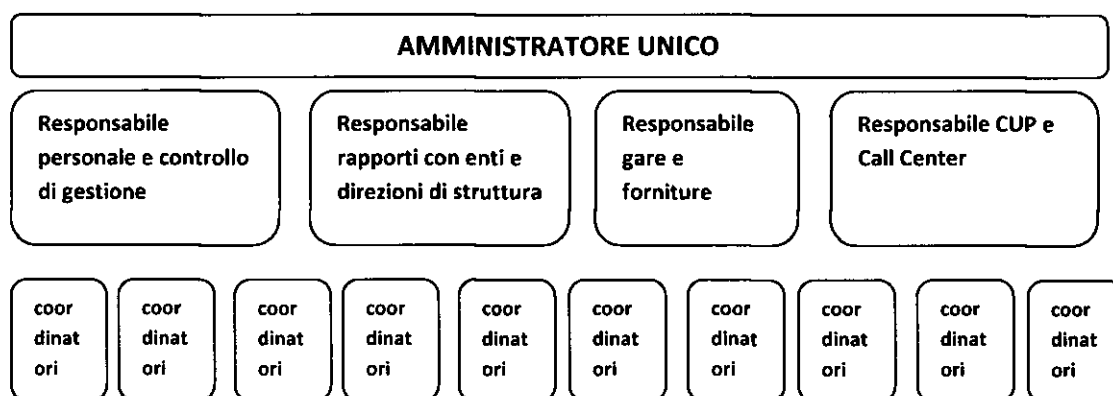 AMMINISTRATORE UNICO
Responsabile
personale e controllo
di gestione
Responsabile
rapporti con enti e
direzioni di struttura
Responsabile
gare e
forniture
Responsabile CUP e
Call Center
coor
dinat
ori
coor
dinat
ori
coor
dinat
ori
coor
dinat
ori
coor
dinat
ori
coor
dinat
ori
coor
dinat
ori
coor
dinat
ori
coor
dinat
ori
coor
dinat
ori